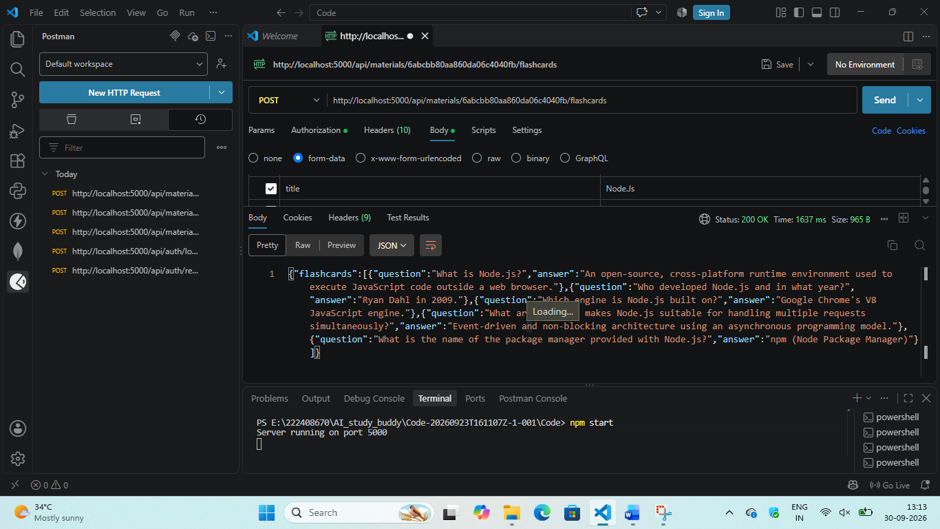 File Edit Selection View Go Run ··· Code Sign In
Postman
Welcome http://localhos...
http://localhost:5000/api/materials/6abcbb80aa860da06c4040fb/flashcards Save No Environment
Default workspace
New HTTP Request
POST http://localhost:5000/api/materials/6abcbb80aa860da06c4040fb/flashcards Send
Params Authorization Headers (10) Body Scripts Settings Code Cookies
Filter
none form-data x-www-form-urlencoded raw binary GraphQL
Today
title Node.Js
POST http://localhost:5000/api/materia...
POST http://localhost:5000/api/materia...
POST http://localhost:5000/api/materia...
POST http://localhost:5000/api/auth/lo...
POST http://localhost:5000/api/auth/re...
Body Cookies Headers (9) Test Results Status: 200 OK Time: 1637 ms Size: 965 B
Pretty Raw Preview JSON
1 {"flashcards":[{"question":"What is Node.js?","answer":"An open-source, cross-platform runtime environment used to
execute JavaScript code outside a web browser."},{"question":"Who developed Node.js and in what year?",
"answer":"Ryan Dahl in 2009."},{"question":"Which engine is Node.js built on?","answer":"Google Chrome's V8
JavaScript engine."},{"question":"What ar makes Node.js suitable for handling multiple requests
Loading...
simultaneously?","answer":"Event-driven and non-blocking architecture using an asynchronous programming model."},
{"question":"What is the name of the package manager provided with Node.js?","answer":"npm (Node Package Manager)"}
]}
Problems Output Debug Console Terminal Ports Postman Console
PS E:\222408670\AI_study_buddy\Code-20260923T161107Z-1-001\Code> npm start
Server running on port 5000
powershell
powershell
powershell
powershell
0 0 Go Live
34°C
Mostly sunny
Search
ENG
IN
13:13
30-09-2026